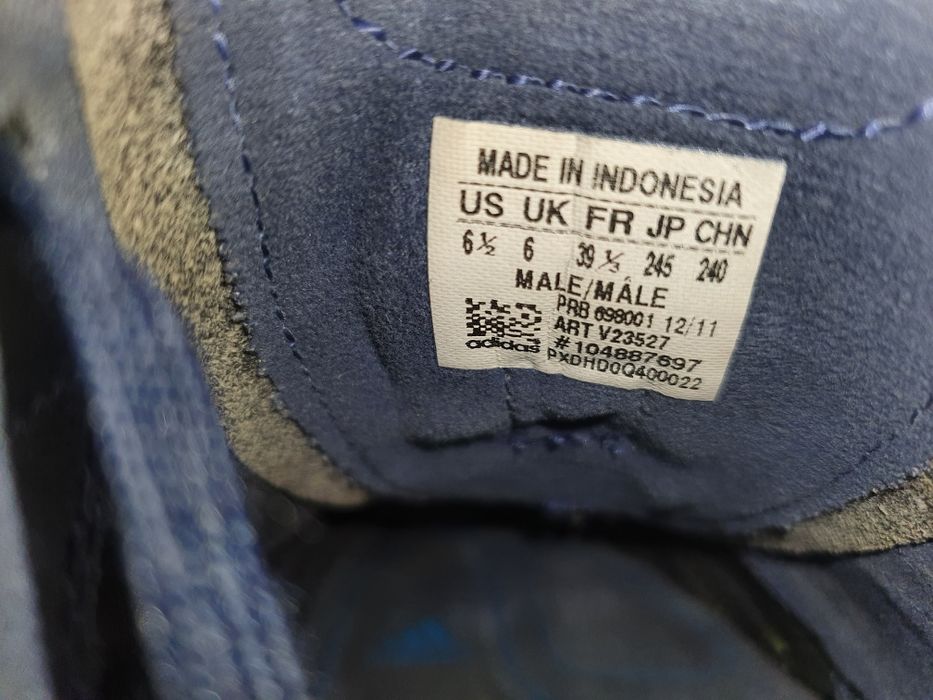 MADE IN INDONESIA
US UK FR JP CHN
6½ 6 39⅓ 245 240
MALE/MÂLE
PRB 698001 12/11
ART V23527
#104887697
PXDHD0Q400022
adidas